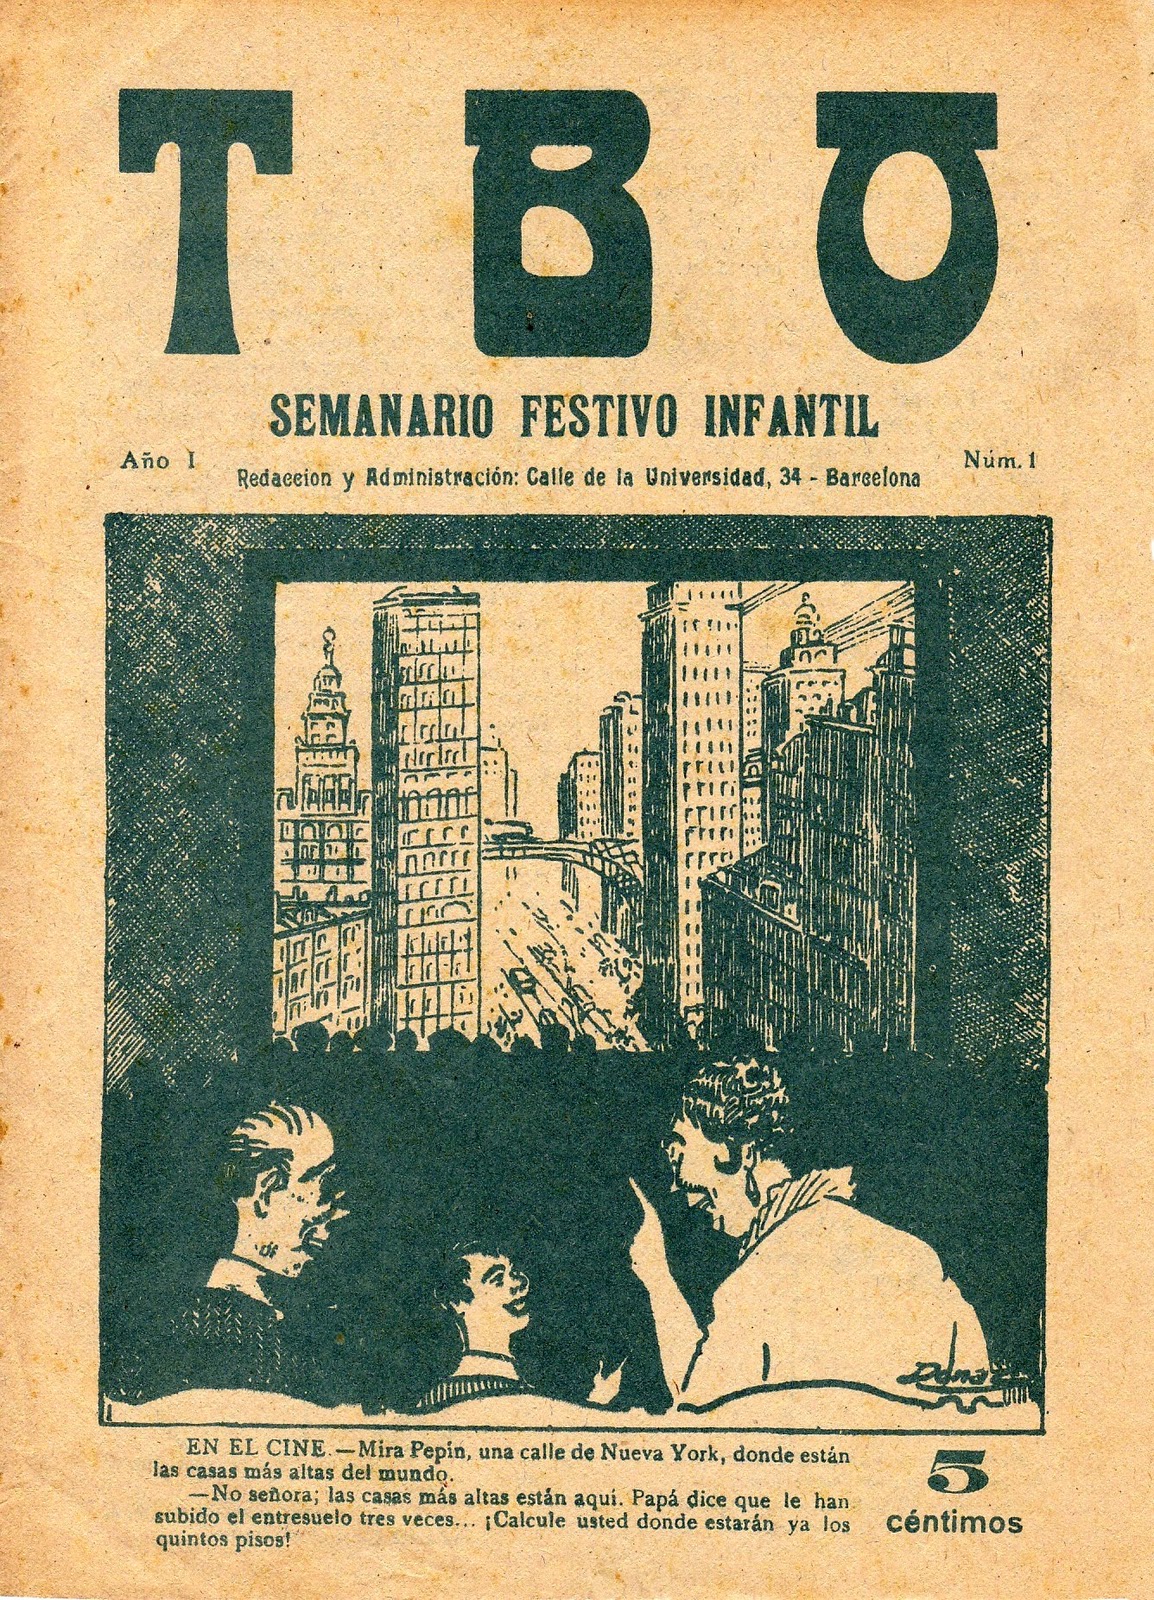 T B O
SEMANARIO FESTIVO INFANTIL
Año I
Núm. 1
Redaccion y Administración: Calle de la Universidad, 34 - Barcelona
Donaz
EN EL CINE.—Mira Pepin, una calle de Nueva York, donde están
las casas más altas del mundo.
—No señora; las casas más altas están aquí. Papá dice que le han
subido el entresuelo tres veces... ¡Calcule usted donde estarán ya los
quintos pisos!
5
céntimos